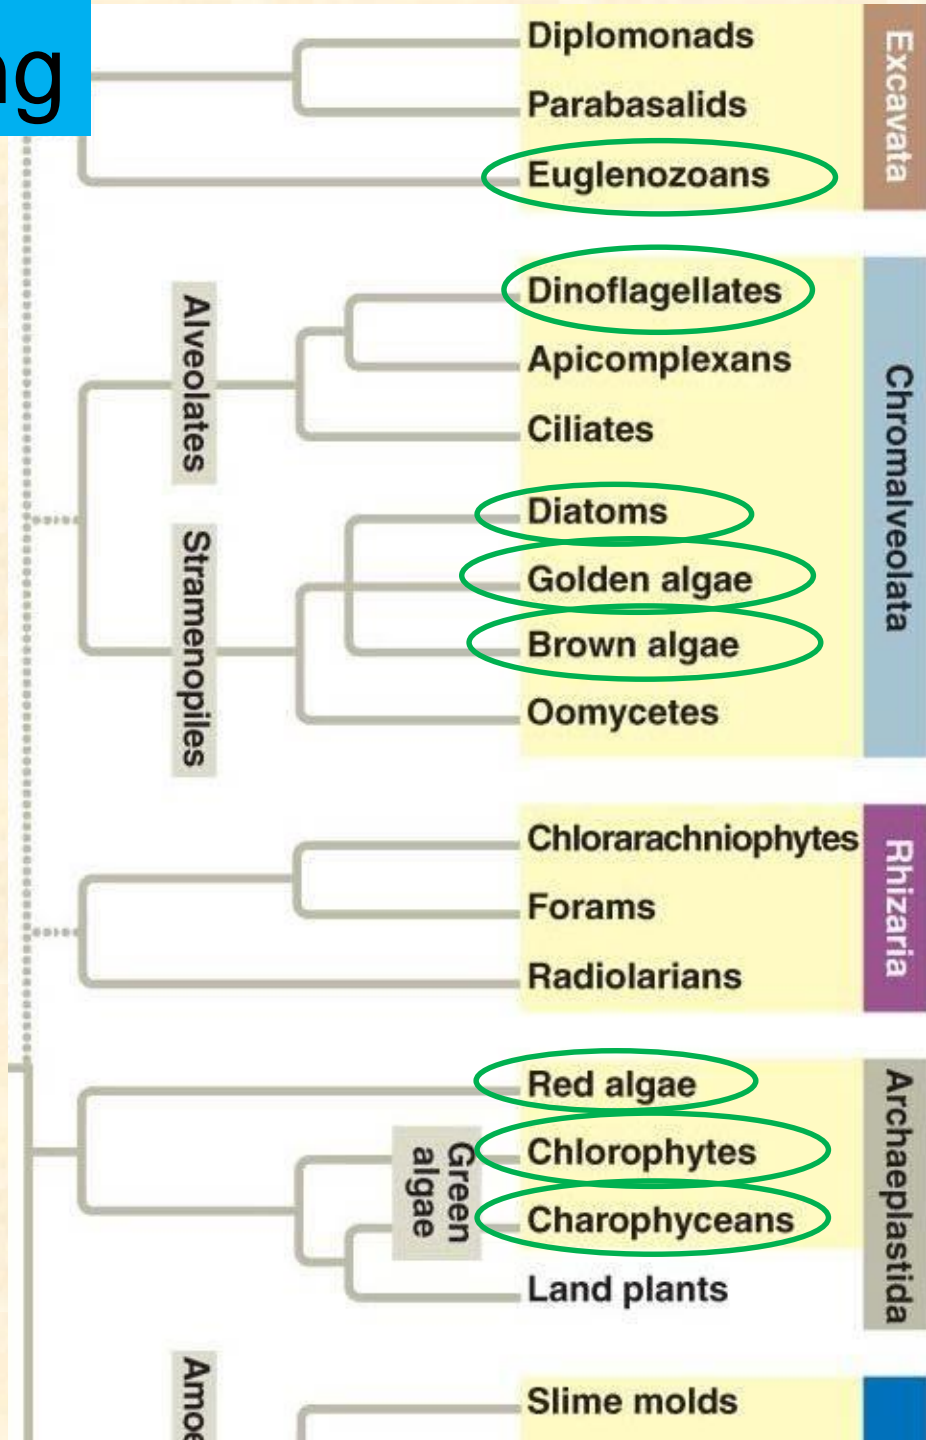 ng
Diplomonads
Parabasalids
Euglenozoans
Excavata
Alveolates
Dinoflagellates
Apicomplexans
Ciliates
Stramenopiles
Diatoms
Golden algae
Brown algae
Oomycetes
Chromalveolata
Chlorarachniophytes
Forams
Radiolarians
Rhizaria
Red algae
Green
algae
Chlorophytes
Charophyceans
Land plants
Archaeplastida
Amoe
Slime molds